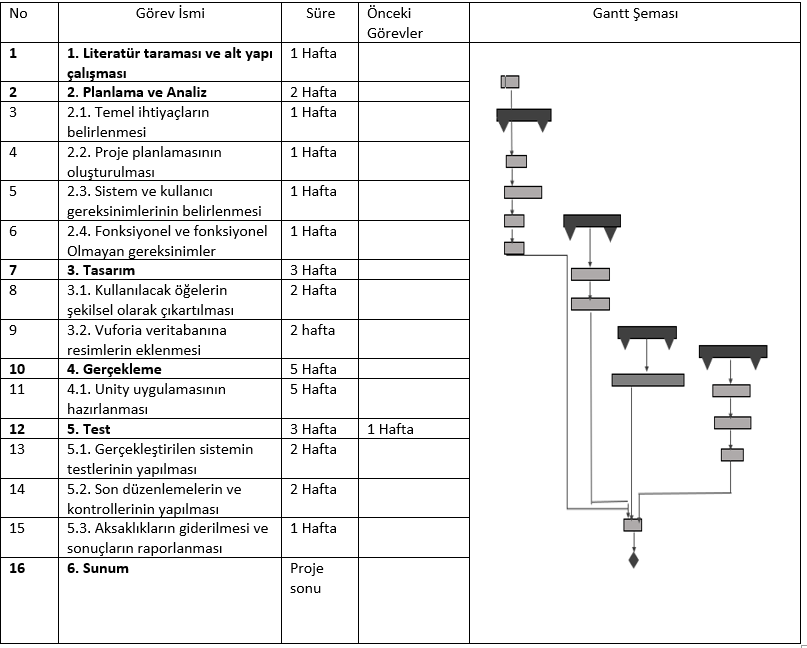 No Görev İsmi Süre Önceki Gantt Şeması
Görevler
1 1. Literatür taraması ve alt yapı 1 Hafta
çalışması
2 2. Planlama ve Analiz 2 Hafta
3 2.1. Temel ihtiyaçların 1 Hafta
belirlenmesi
4 2.2. Proje planlamasının 1 Hafta
oluşturulması
5 2.3. Sistem ve kullanıcı 1 Hafta
gereksinimlerinin belirlenmesi
6 2.4. Fonksiyonel ve fonksiyonel 1 Hafta
Olmayan gereksinimler
7 3. Tasarım 3 Hafta
8 3.1. Kullanılacak öğelerin 2 Hafta
şekilsel olarak çıkartılması
9 3.2. Vuforia veritabanına 2 hafta
resimlerin eklenmesi
10 4. Gerçekleme 5 Hafta
11 4.1. Unity uygulamasının 5 Hafta
hazırlanması
12 5. Test 3 Hafta 1 Hafta
13 5.1. Gerçekleştirilen sistemin 2 Hafta
testlerinin yapılması
14 5.2. Son düzenlemelerin ve 2 Hafta
kontrollerinin yapılması
15 5.3. Aksaklıkların giderilmesi ve 1 Hafta
sonuçların raporlanması
16 6. Sunum Proje
sonu